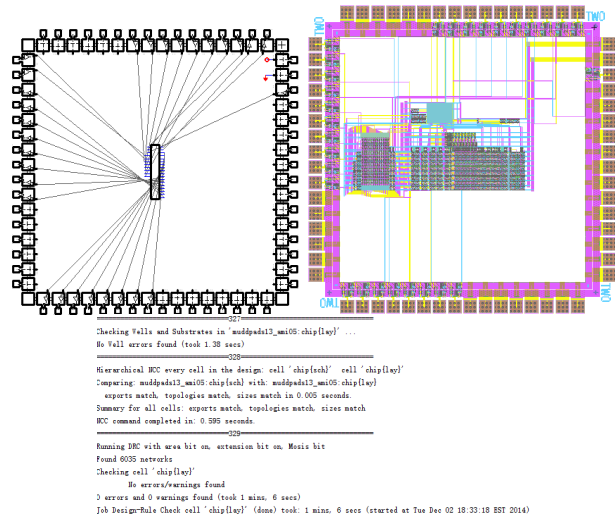 TWO
TWO
TWO
TWO
=327=
Checking Wells and Substrates in 'muddpads13_ami05:chip{lay}' ...
No Well errors found (took 1.38 secs)
=328=
Hierarchical NCC every cell in the design: cell 'chip{sch}'  cell 'chip{lay}'
Comparing: muddpads13_ami05:chip{sch} with: muddpads13_ami05:chip{lay}
exports match, topologies match, sizes match in 0.005 seconds.
Summary for all cells: exports match, topologies match, sizes match
NCC command completed in: 0.595 seconds.
=329=
Running DRC with area bit on, extension bit on, Mosis bit
Found 6035 networks
Checking cell 'chip{lay}'
No errors/warnings found
0 errors and 0 warnings found (took 1 mins, 6 secs)
Job Design-Rule Check cell 'chip{lay}' (done) took: 1 mins, 6 secs (started at Tue Dec 02 18:33:18 EST 2014)